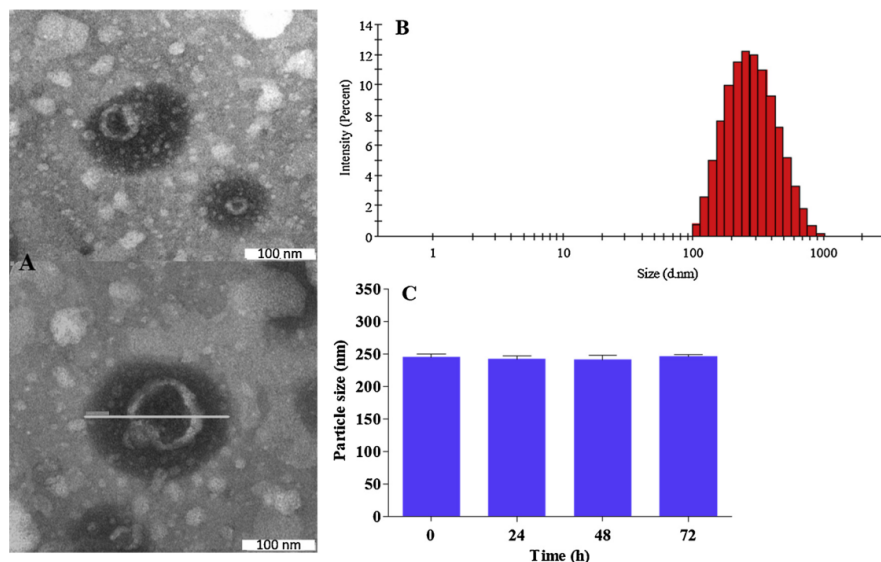 A
100 nm
100 nm
B
14
12
10
8
6
4
2
0
Intensity (Percent)
1 10 100 1000
Size (d.nm)
C
350
300
250
200
150
100
50
0
Particle size (nm)
0 24 48 72
Time (h)